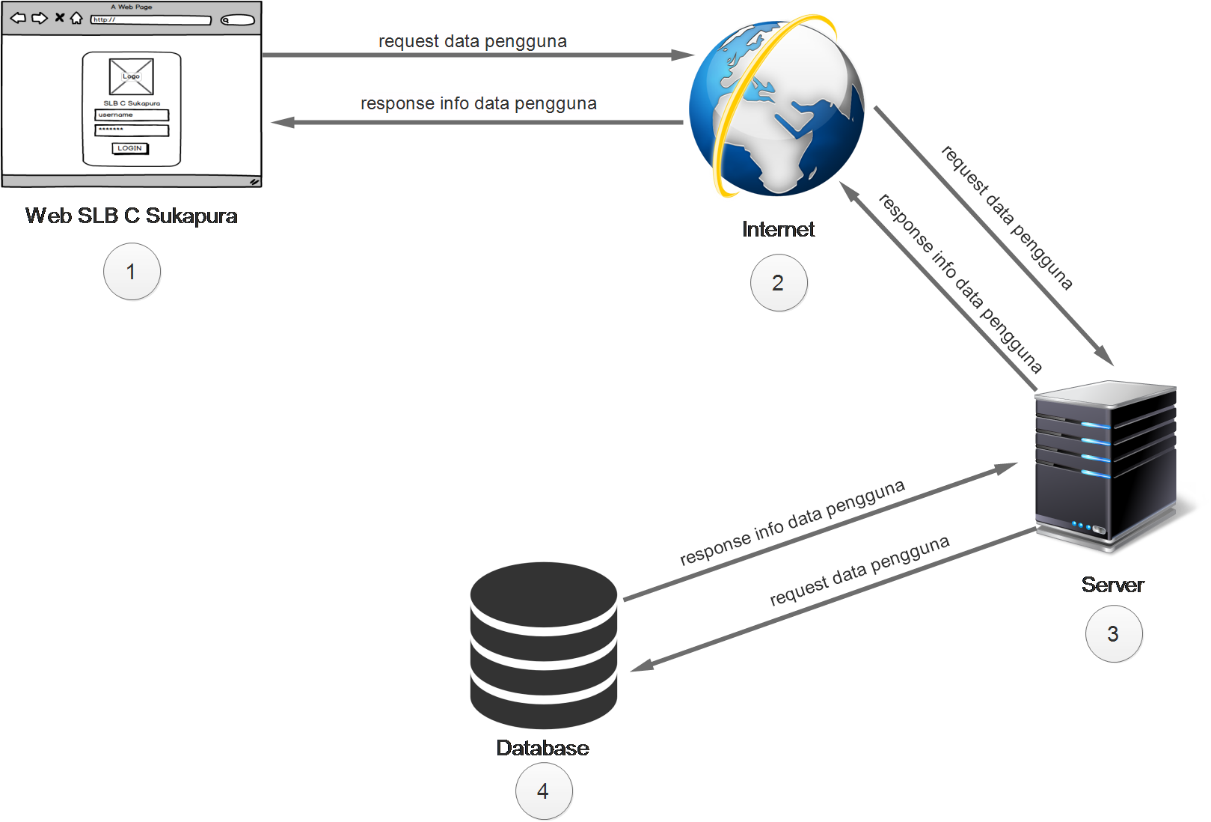 A Web Page
http://
Logo
SLB C Sukapura
username
*******
LOGIN
Web SLB C Sukapura
1
request data pengguna
response info data pengguna
Internet
2
request data pengguna
response info data pengguna
Server
3
response info data pengguna
request data pengguna
Database
4